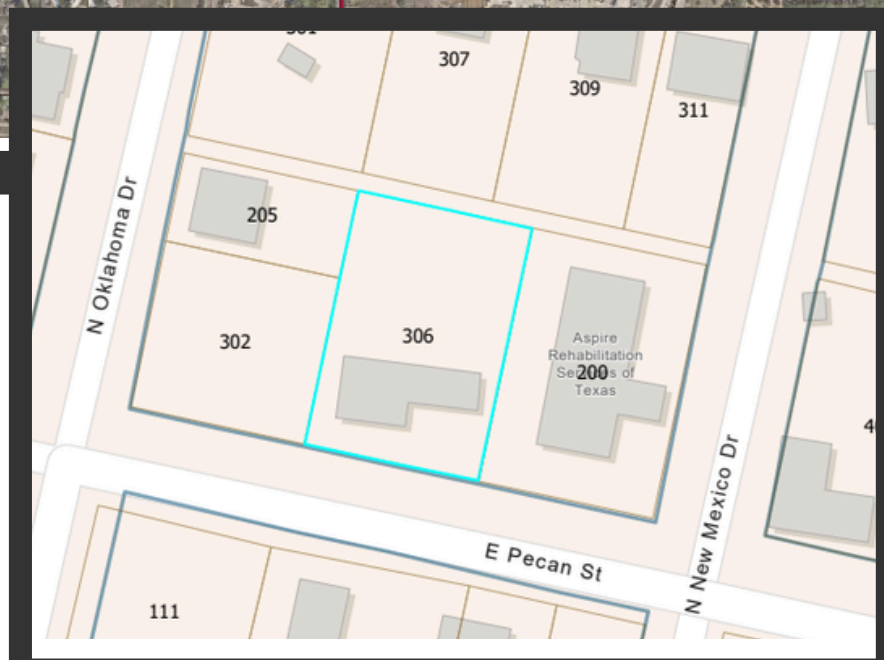 307
309
311
205
N Oklahoma Dr
302
306
Aspire
Rehabilitation
Services of
Texas
200
111
E Pecan St
N New Mexico Dr